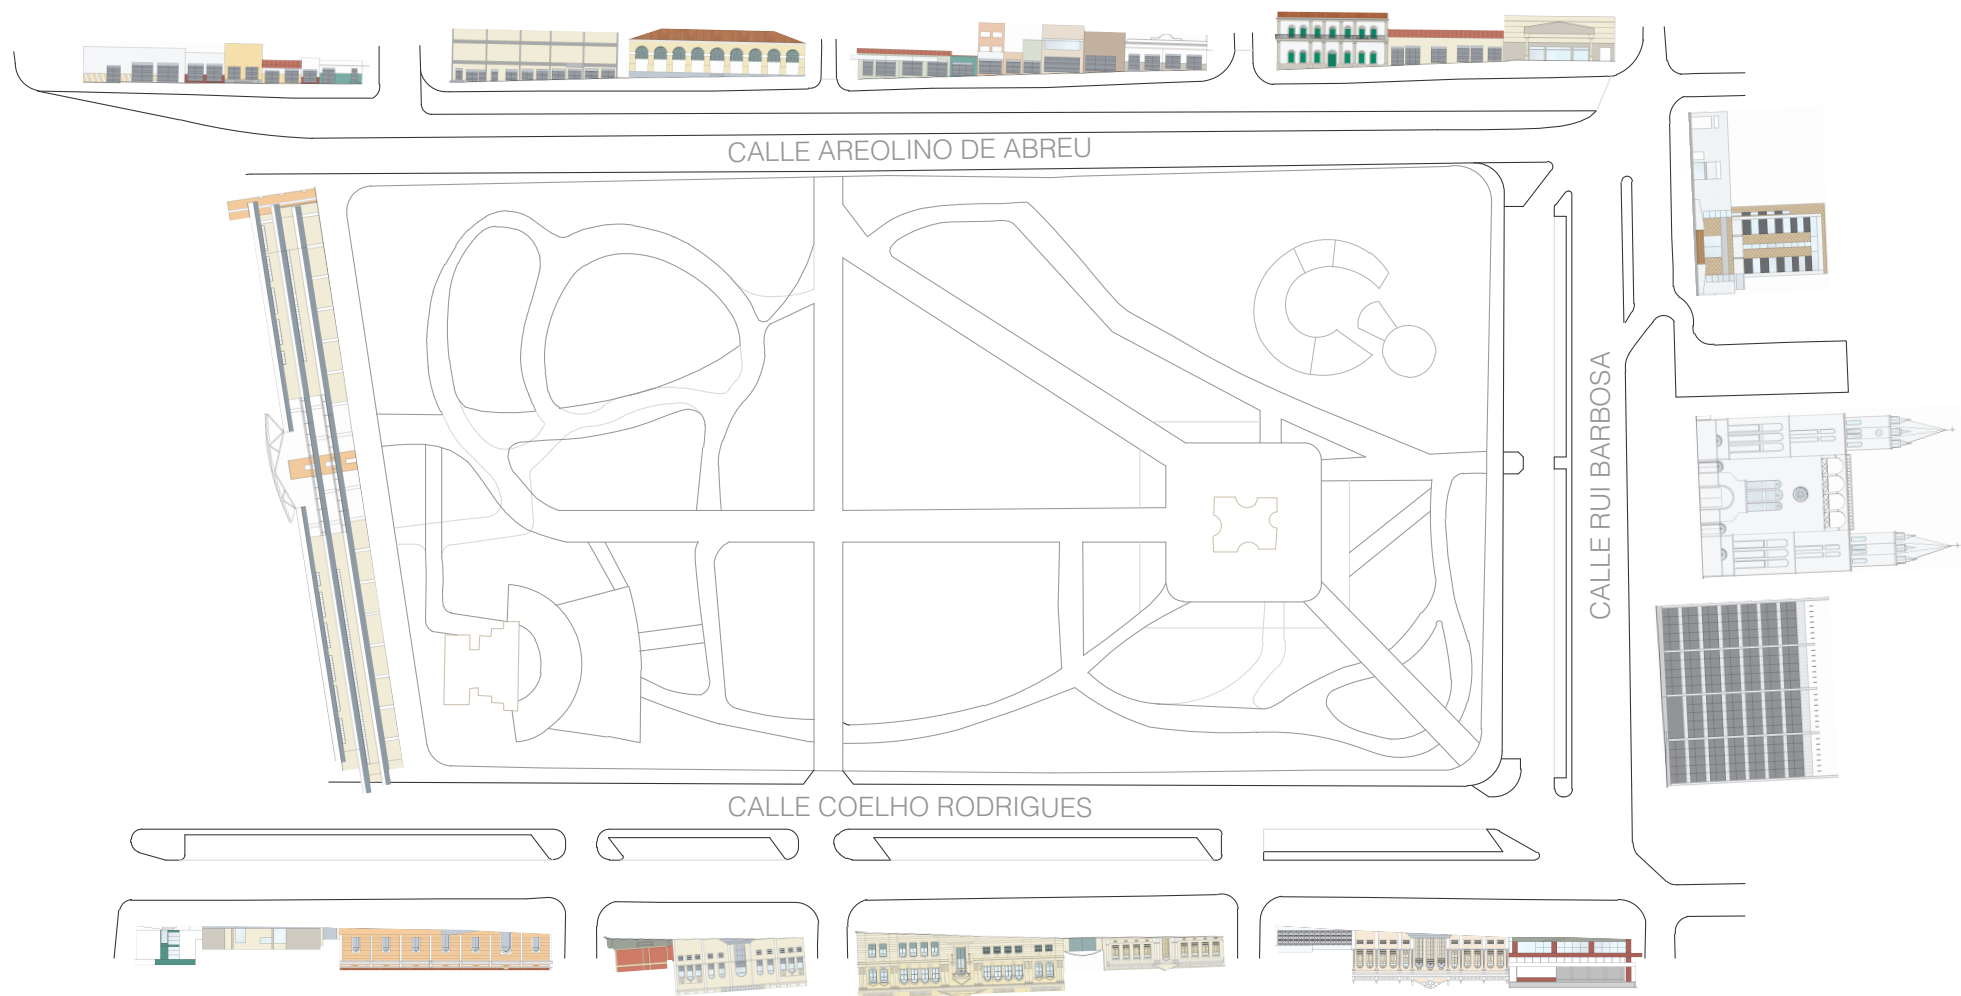 CALLE AREOLINO DE ABREU
CALLE RUI BARBOSA
CALLE COELHO RODRIGUES